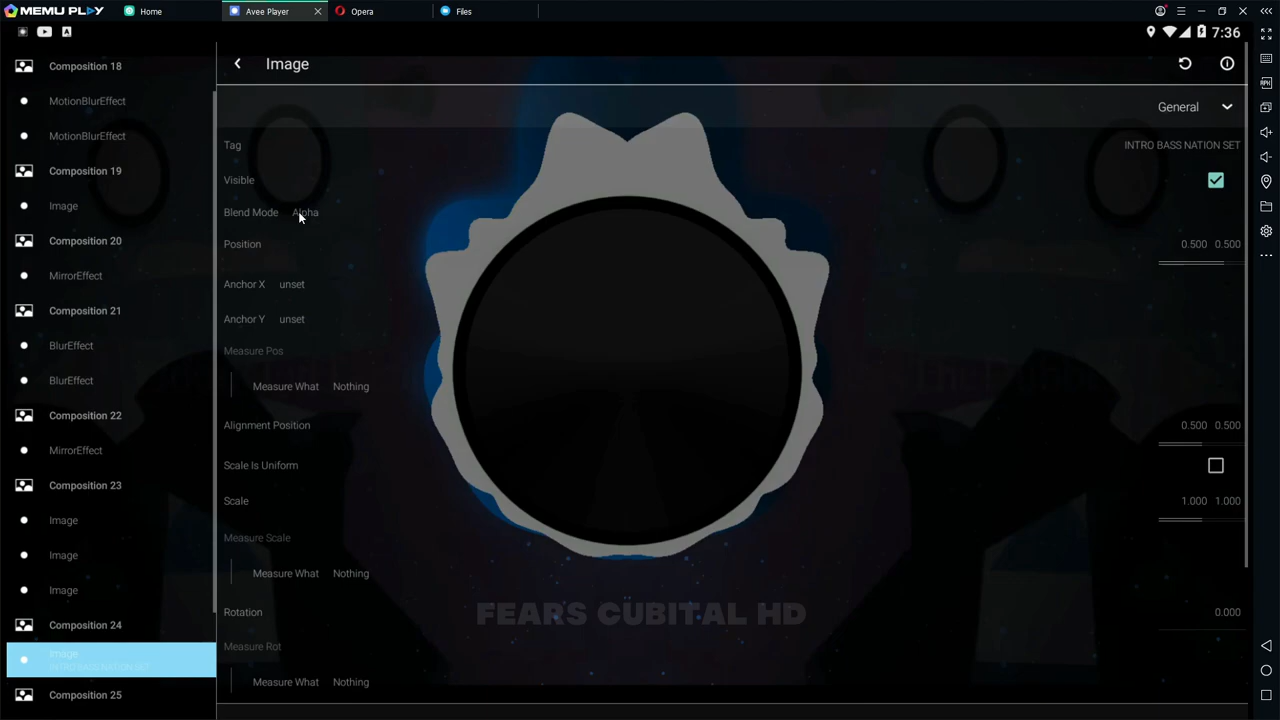 MEMU PLAY
Home
Avee Player
Opera
Files
7:36
Composition 18
MotionBlurEffect
MotionBlurEffect
Composition 19
Image
Composition 20
MirrorEffect
Composition 21
BlurEffect
BlurEffect
Composition 22
MirrorEffect
Composition 23
Image
Image
Image
Composition 24
Image
INTRO BASS NATION SET
Composition 25
Image
General
Tag INTRO BASS NATION SET
Visible
Blend Mode Alpha
Position 0.500 0.500
Anchor X unset
Anchor Y unset
Measure Pos
Measure What Nothing
Alignment Position 0.500 0.500
Scale Is Uniform
Scale 1.000 1.000
Measure Scale
Measure What Nothing
FEARS CUBITAL HD
Rotation 0.000
Measure Rot
Measure What Nothing